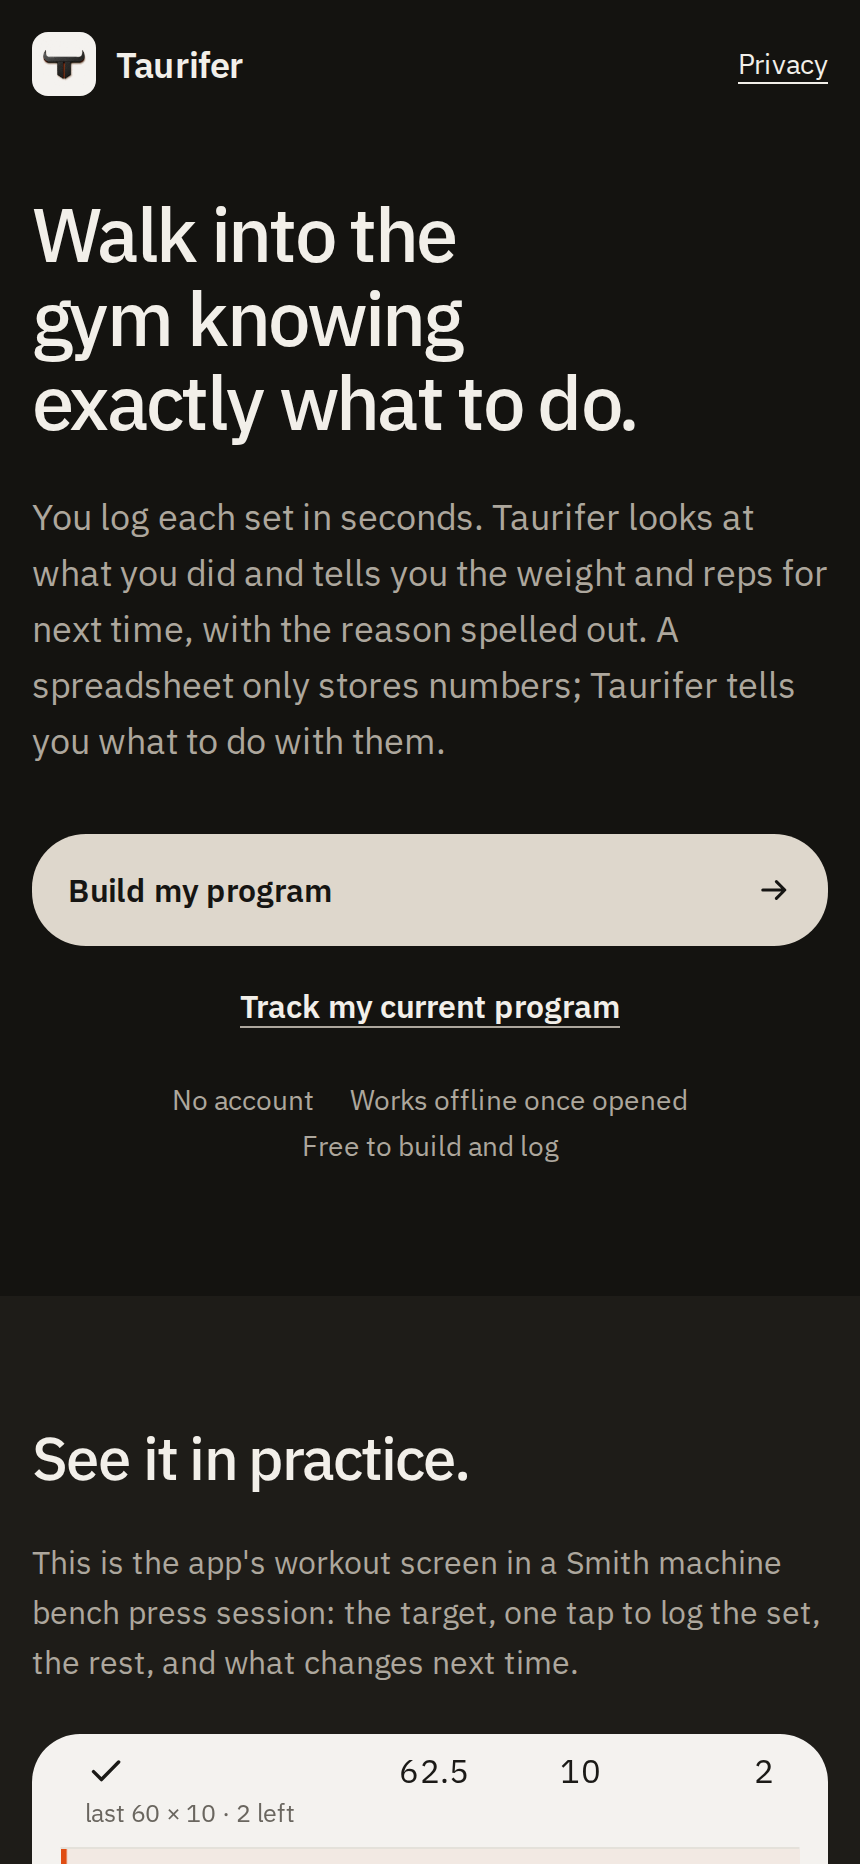 Taurifer
Privacy
Walk into the
gym knowing
exactly what to do.
You log each set in seconds. Taurifer looks at
what you did and tells you the weight and reps for
next time, with the reason spelled out. A
spreadsheet only stores numbers; Taurifer tells
you what to do with them.
Build my program
Track my current program
No account Works offline once opened
Free to build and log
See it in practice.
This is the app's workout screen in a Smith machine
bench press session: the target, one tap to log the set,
the rest, and what changes next time.
62.5 10 2
last 60 × 10 · 2 left